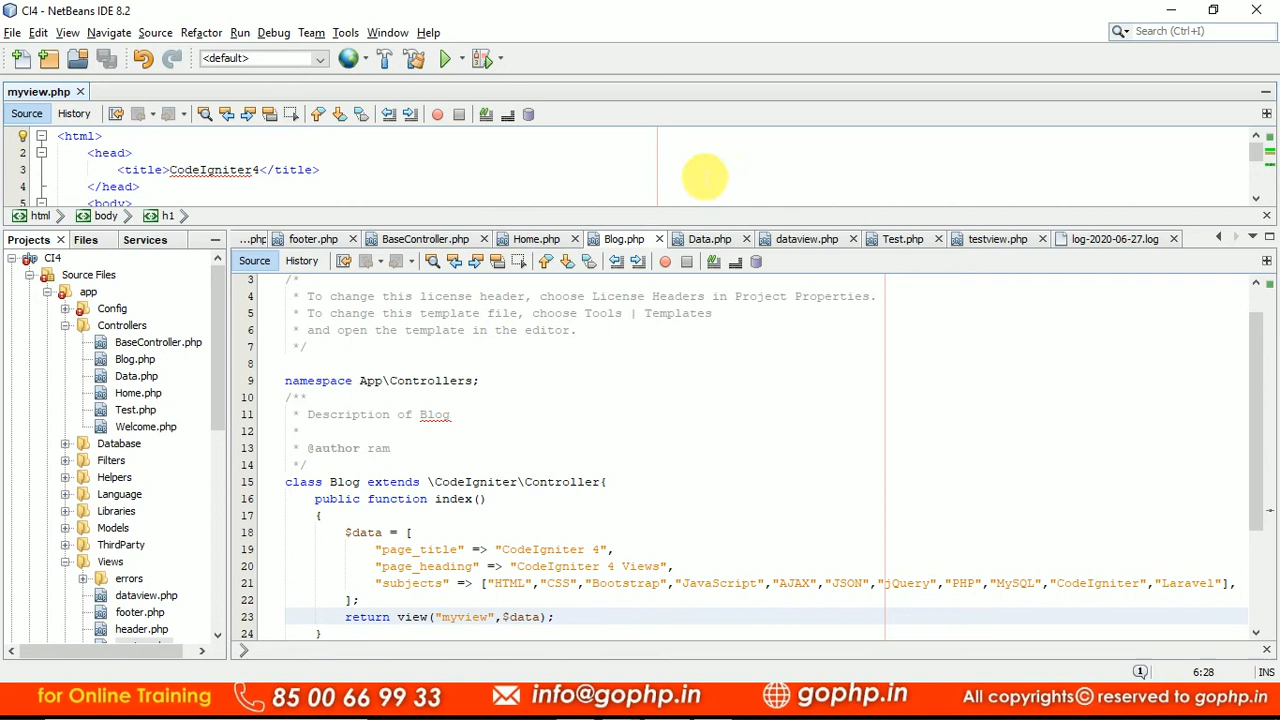 CI4 - NetBeans IDE 8.2
File Edit View Navigate Source Refactor Run Debug Team Tools Window Help
Search (Ctrl+I)
<default>
myview.php
Source History
<html>
2 <head>
3 <title>CodeIgniter4</title>
4 </head>
5 <body>
html body h1
Projects Files Services
...php footer.php BaseController.php Home.php Blog.php Data.php dataview.php Test.php testview.php log-2020-06-27.log
Source History
CI4
Source Files
app
Config
Controllers
BaseController.php
Blog.php
Data.php
Home.php
Test.php
Welcome.php
Database
Filters
Helpers
Language
Libraries
Models
ThirdParty
Views
errors
dataview.php
footer.php
header.php
3 /*
4 * To change this license header, choose License Headers in Project Properties.
5 * To change this template file, choose Tools | Templates
6 * and open the template in the editor.
7 */
8
9 namespace App\Controllers;
10 /**
11 * Description of Blog
12 *
13 * @author ram
14 */
15 class Blog extends \CodeIgniter\Controller{
16 public function index()
17 {
18 $data = [
19 "page_title" => "CodeIgniter 4",
20 "page_heading" => "CodeIgniter 4 Views",
21 "subjects" => ["HTML","CSS","Bootstrap","JavaScript","AJAX","JSON","jQuery","PHP","MySQL","CodeIgniter","Laravel"],
22 ];
23 return view("myview",$data);
24 }
1 6:28 INS
for Online Training 85 00 66 99 33 info@gophp.in gophp.in All copyrights© reserved to gophp.in